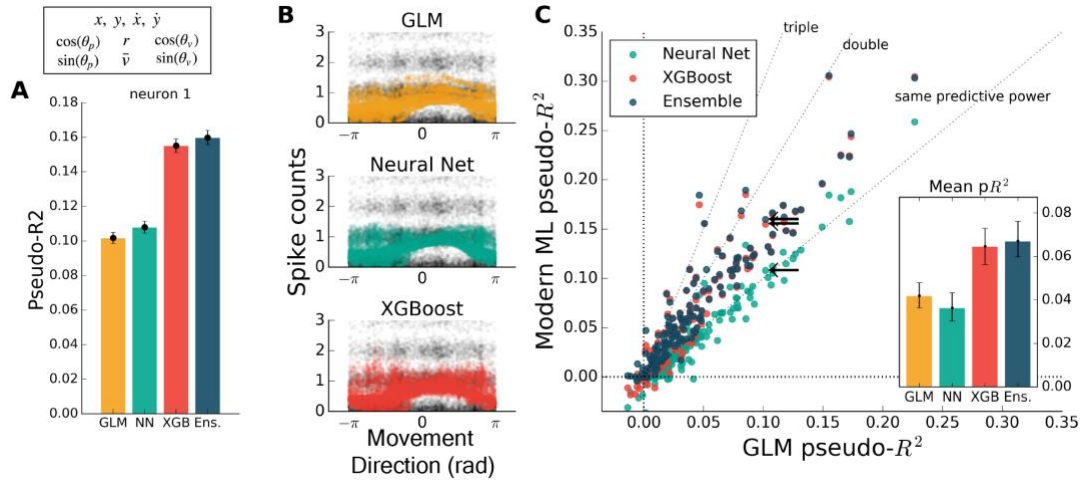 x, y, ẋ, ẏ
cos(θₚ) r cos(θᵥ)
sin(θₚ) v̄ sin(θᵥ)
A
neuron 1
Pseudo-R2
0.18
0.16
0.14
0.12
0.10
0.08
0.06
0.04
0.02
0.00
GLM NN XGB Ens.
B
GLM
3
2
1
0
−π 0 π
Neural Net
3
2
1
0
−π 0 π
XGBoost
3
2
1
0
−π 0 π
Spike counts
Movement
Direction (rad)
C
Neural Net
XGBoost
Ensemble
triple
double
same predictive power
Modern ML pseudo-R²
0.35
0.30
0.25
0.20
0.15
0.10
0.05
0.00
0.00 0.05 0.10 0.15 0.20 0.25 0.30 0.35
GLM pseudo-R²
Mean pR²
0.08
0.06
0.04
0.02
0.00
GLM NN XGB Ens.